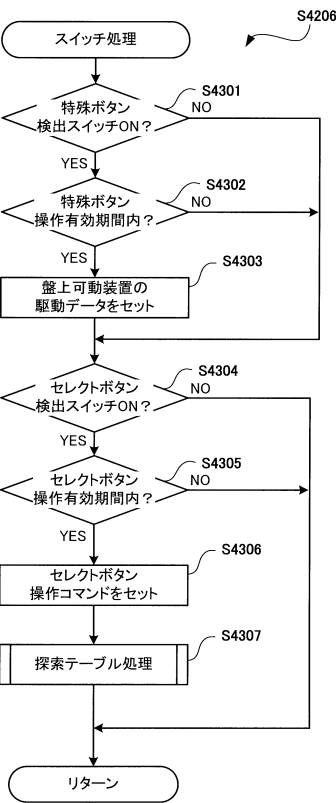 S4206
スイッチ処理
S4301
特殊ボタン
検出スイッチON？
NO
YES
S4302
特殊ボタン
操作有効期間内？
NO
YES
S4303
盤上可動装置の
駆動データをセット
S4304
セレクトボタン
検出スイッチON？
NO
YES
S4305
セレクトボタン
操作有効期間内？
NO
YES
S4306
セレクトボタン
操作コマンドをセット
S4307
探索テーブル処理
リターン